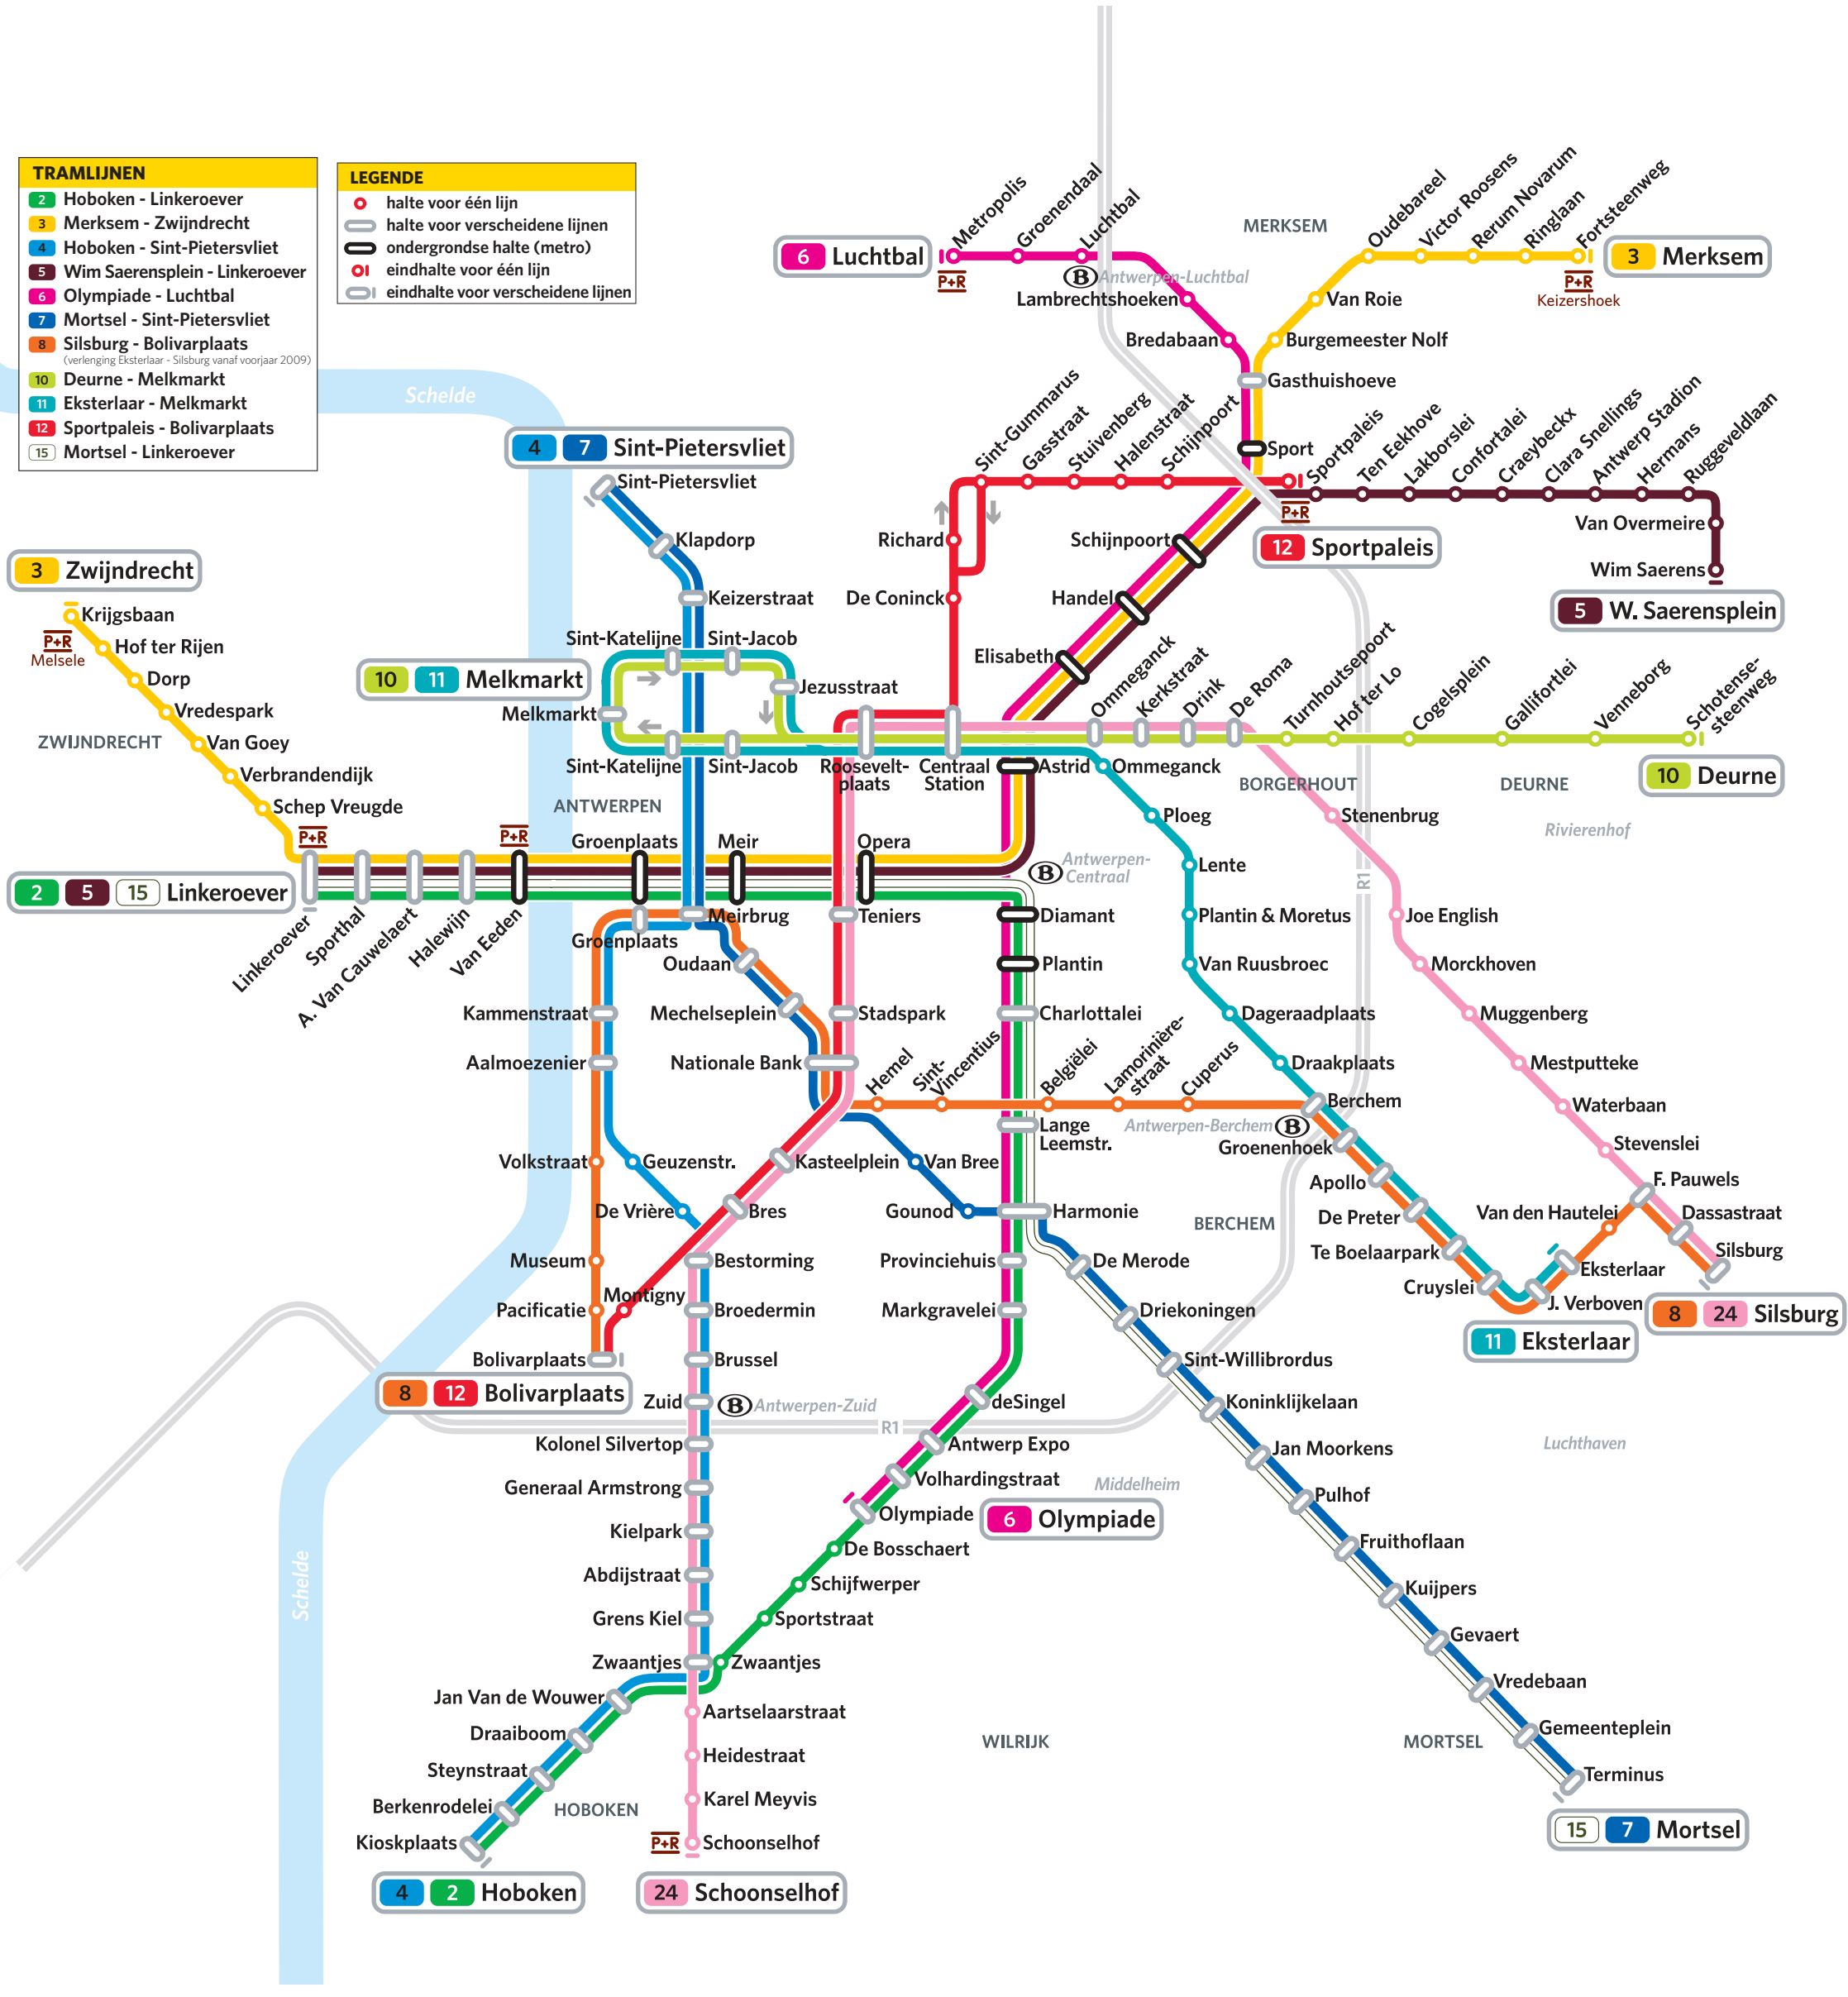 TRAMLIJNEN
2 Hoboken - Linkeroever
3 Merksem - Zwijndrecht
4 Hoboken - Sint-Pietersvliet
5 Wim Saerensplein - Linkeroever
6 Olympiade - Luchtbal
7 Mortsel - Sint-Pietersvliet
8 Silsburg - Bolivarplaats
(verlenging Eksterlaar - Silsburg vanaf voorjaar 2009)
10 Deurne - Melkmarkt
11 Eksterlaar - Melkmarkt
12 Sportpaleis - Bolivarplaats
15 Mortsel - Linkeroever
LEGENDE
halte voor één lijn
halte voor verscheidene lijnen
ondergrondse halte (metro)
eindhalte voor één lijn
eindhalte voor verscheidene lijnen
6 Luchtbal
Metropolis
P+R
Groenendaal
Luchtbal
B Antwerpen-Luchtbal
Lambrechtshoeken
Bredabaan
MERKSEM
Oudebareel
Victor Roosens
Rerum Novarum
Ringlaan
Fortsteenweg
P+R
Keizershoek
3 Merksem
Van Roie
Burgemeester Nolf
Gasthuishoeve
Sport
Schelde
4 7 Sint-Pietersvliet
Sint-Pietersvliet
Klapdorp
Keizerstraat
Sint-Gummarus
Gasstraat
Stuivenberg
Halenstraat
Schijnpoort
Sportpaleis
P+R
12 Sportpaleis
Ten Eekhove
Lakborslei
Confortalei
Craeybeckx
Clara Snellings
Antwerp Stadion
Hermans
Ruggeveldlaan
Van Overmeire
Wim Saerens
5 W. Saerensplein
Richard
De Coninck
Schijnpoort
Handel
Elisabeth
3 Zwijndrecht
Krijgsbaan
P+R
Melsele
Hof ter Rijen
Dorp
Vredespark
Van Goey
Verbrandendijk
Schep Vreugde
ZWIJNDRECHT
10 11 Melkmarkt
Sint-Katelijne
Sint-Jacob
Jezusstraat
Melkmarkt
Sint-Katelijne
Sint-Jacob
Roosevelt-
plaats
Centraal
Station
Astrid
Ommeganck
Kerkstraat
Drink
De Roma
Turnhoutsepoort
Hof ter Lo
Cogelsplein
Gallifortlei
Venneborg
Schotense-
steenweg
10 Deurne
BORGERHOUT
DEURNE
Rivierenhof
ANTWERPEN
Ommeganck
Ploeg
Lente
Plantin & Moretus
Van Ruusbroec
Dageraadplaats
Draakplaats
Berchem
Stenenbrug
R1
Joe English
Morckhoven
Muggenberg
Mestputteke
Waterbaan
Stevenslei
F. Pauwels
Dassastraat
Silsburg
P+R
P+R
2 5 15 Linkeroever
Linkeroever
Sporthal
A. Van Cauwelaert
Halewijn
Van Eeden
Groenplaats
Meir
Opera
B Antwerpen-
Centraal
Groenplaats
Meirbrug
Teniers
Diamant
Oudaan
Plantin
Kammenstraat
Mechelseplein
Stadspark
Charlottalei
Aalmoezenier
Nationale Bank
Hemel
Sint-
Vincentius
Belgiëlei
Lamorinière-
straat
Cuperus
Antwerpen-Berchem B
Lange
Leemstr.
Groenenhoek
Apollo
De Preter
Te Boelaarpark
Cruyslei
J. Verboven
Eksterlaar
Van den Hautelei
8 24 Silsburg
11 Eksterlaar
Volkstraat
Geuzenstr.
Kasteelplein
Van Bree
De Vrière
Bres
Gounod
Harmonie
BERCHEM
Museum
Bestorming
Provinciehuis
De Merode
Pacificatie
Montigny
Broedermin
Markgravelei
Driekoningen
Bolivarplaats
Brussel
Sint-Willibrordus
8 12 Bolivarplaats
Zuid
B Antwerpen-Zuid
R1
deSingel
Koninklijkelaan
Kolonel Silvertop
Antwerp Expo
Jan Moorkens
Luchthaven
Generaal Armstrong
Volhardingstraat
Middelheim
Pulhof
Kielpark
Olympiade
6 Olympiade
Fruithoflaan
Abdijstraat
De Bosschaert
Kuijpers
Schelde
Grens Kiel
Schijfwerper
Sportstraat
Gevaert
Zwaantjes
Zwaantjes
Vredebaan
Jan Van de Wouwer
Aartselaarstraat
Gemeenteplein
Draaiboom
WILRIJK
MORTSEL
Steynstraat
Heidestraat
Terminus
Berkenrodelei
HOBOKEN
Karel Meyvis
Kioskplaats
P+R
Schoonselhof
15 7 Mortsel
4 2 Hoboken
24 Schoonselhof